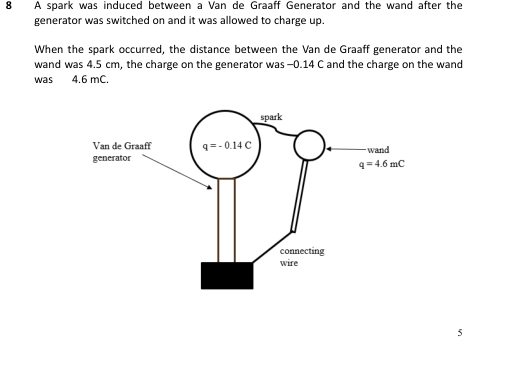 8 A spark was induced between a Van de Graaff Generator and the wand after the
generator was switched on and it was allowed to charge up.
When the spark occurred, the distance between the Van de Graaff generator and the
wand was 4.5 cm, the charge on the generator was –0.14 C and the charge on the wand
was 4.6 mC.
spark
Van de Graaff
generator
q = - 0.14 C
wand
q = 4.6 mC
connecting
wire
5